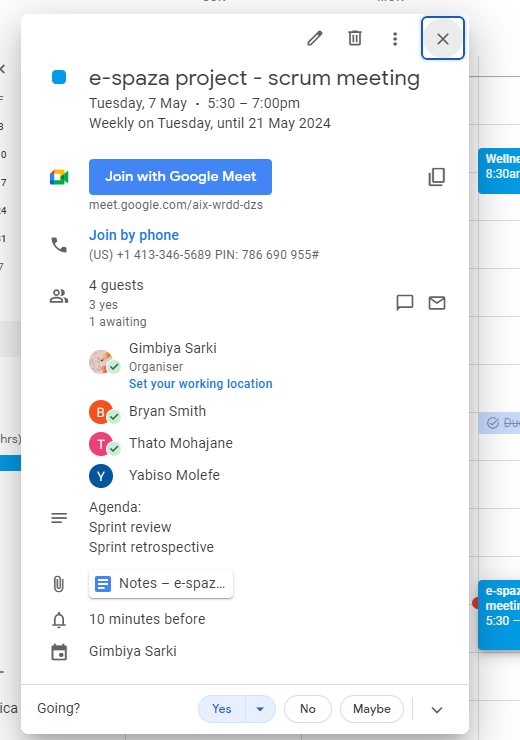 e-spaza project - scrum meeting
Tuesday, 7 May • 5:30 – 7:00pm
Weekly on Tuesday, until 21 May 2024
Join with Google Meet
meet.google.com/aix-wrdd-dzs
Join by phone
(US) +1 413-346-5689 PIN: 786 690 955#
4 guests
3 yes
1 awaiting
Gimbiya Sarki
Organiser
Set your working location
B Bryan Smith
T Thato Mohajane
Y Yabiso Molefe
Agenda:
Sprint review
Sprint retrospective
Notes – e-spaz...
10 minutes before
Gimbiya Sarki
Going?
Yes
No
Maybe
hrs)
Wellne
8:30ar
Du
e-spaz
meetin
5:30 –
ica